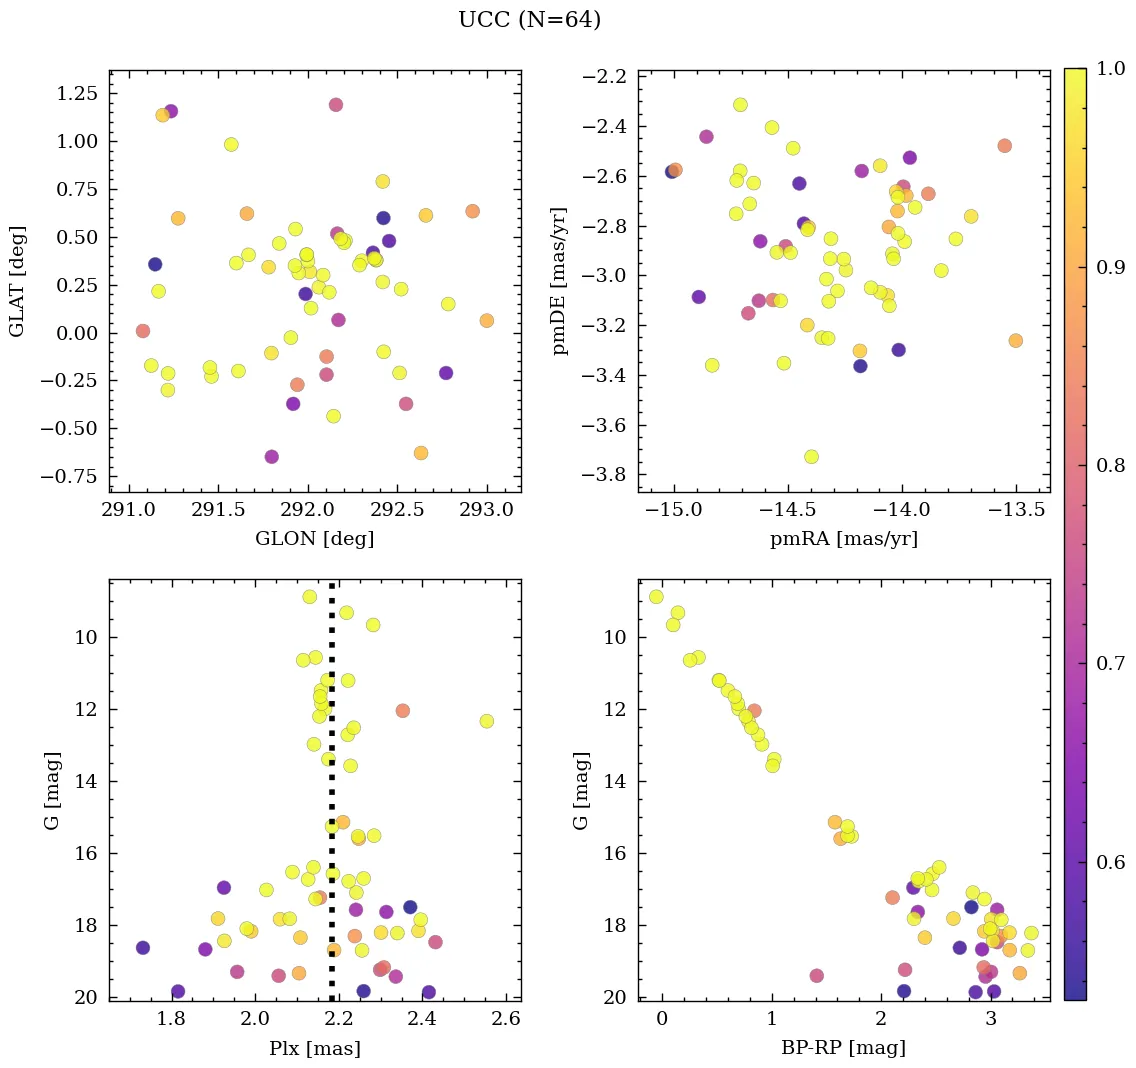 UCC (N=64)
1.25
1.00
0.75
0.50
0.25
0.00
−0.25
−0.50
−0.75
GLAT [deg]
291.0 291.5 292.0 292.5 293.0
GLON [deg]
−2.2
−2.4
−2.6
−2.8
−3.0
−3.2
−3.4
−3.6
−3.8
pmDE [mas/yr]
−15.0 −14.5 −14.0 −13.5
pmRA [mas/yr]
10
12
14
16
18
20
G [mag]
1.8 2.0 2.2 2.4 2.6
Plx [mas]
10
12
14
16
18
20
G [mag]
0 1 2 3
BP-RP [mag]
1.0
0.9
0.8
0.7
0.6